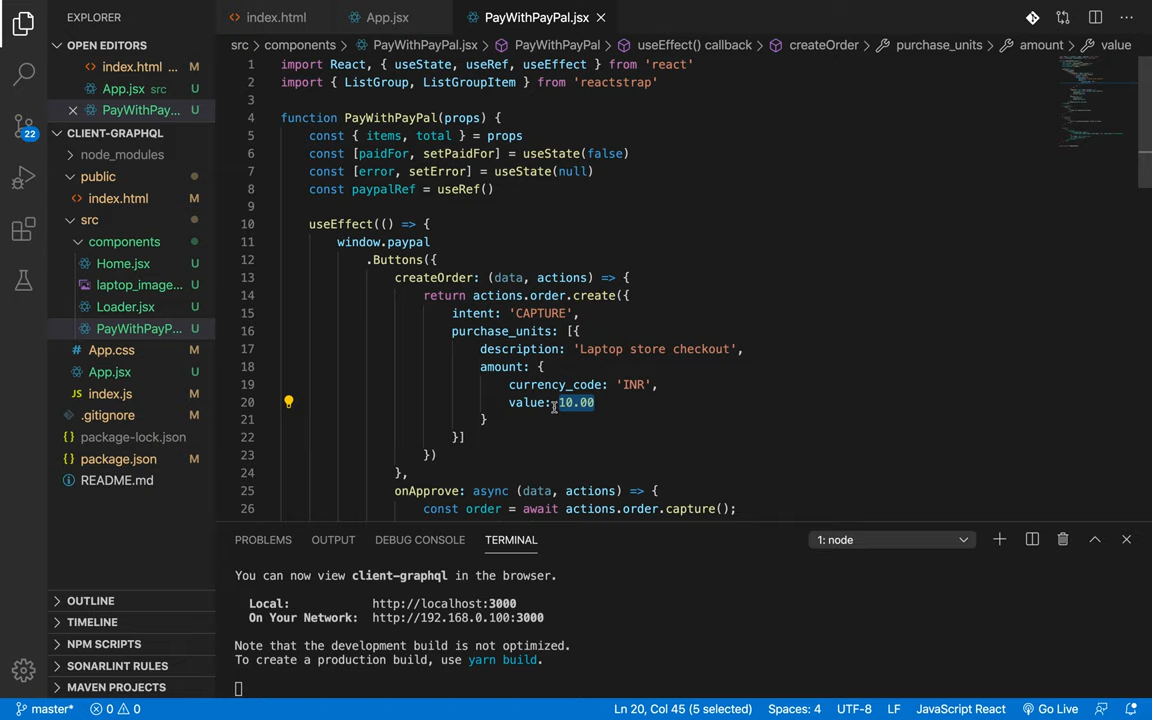 EXPLORER
index.html
App.jsx
PayWithPayPal.jsx
OPEN EDITORS
index.html ... M
App.jsx src U
PayWithPay... U
CLIENT-GRAPHQL
node_modules
public
index.html M
src
components
Home.jsx U
laptop_image... U
Loader.jsx U
PayWithPayP... U
App.css M
App.jsx U
JS index.js M
.gitignore M
package-lock.json
package.json M
README.md
OUTLINE
TIMELINE
NPM SCRIPTS
SONARLINT RULES
MAVEN PROJECTS
22
src > components > PayWithPayPal.jsx > PayWithPayPal > useEffect() callback > createOrder > purchase_units > amount > value
1 import React, { useState, useRef, useEffect } from 'react'
2 import { ListGroup, ListGroupItem } from 'reactstrap'
3
4 function PayWithPayPal(props) {
5 const { items, total } = props
6 const [paidFor, setPaidFor] = useState(false)
7 const [error, setError] = useState(null)
8 const paypalRef = useRef()
9
10 useEffect(() => {
11 window.paypal
12 .Buttons({
13 createOrder: (data, actions) => {
14 return actions.order.create({
15 intent: 'CAPTURE',
16 purchase_units: [{
17 description: 'Laptop store checkout',
18 amount: {
19 currency_code: 'INR',
20 value: 10.00
21 }
22 }]
23 })
24 },
25 onApprove: async (data, actions) => {
26 const order = await actions.order.capture();
PROBLEMS OUTPUT DEBUG CONSOLE TERMINAL 1: node
You can now view client-graphql in the browser.
Local: http://localhost:3000
On Your Network: http://192.168.0.100:3000
Note that the development build is not optimized.
To create a production build, use yarn build.
master* 0 0 Ln 20, Col 45 (5 selected) Spaces: 4 UTF-8 LF JavaScript React Go Live